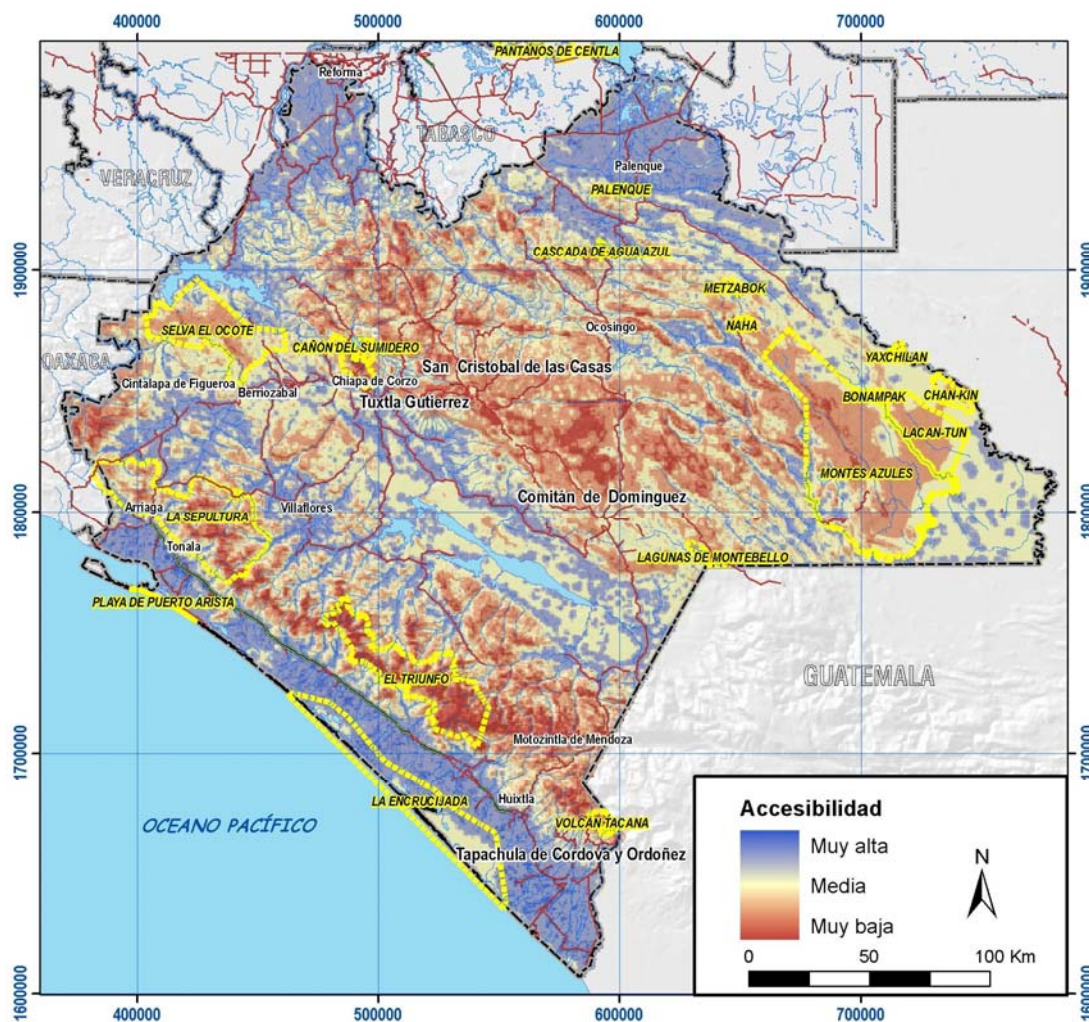 400000 500000 600000 700000
PANTANOS DE CENTLA
Reforma
TABASCO
VERACRUZ
Palenque
PALENQUE
CASCADA DE AGUA AZUL
1900000 1900000
METZABOK
SELVA EL OCOTE
Ocosingo
NAHA
CAÑON DEL SUMIDERO
OAXACA
YAXCHILAN
San Cristobal de las Casas
Cintalapa de Figueroa
Chiapa de Corzo
Berriozabal
BONAMPAK
CHAN-KIN
Tuxtla Gutierrez
LACAN-TUN
MONTES AZULES
Comitán de Dominguez
Arriaga
Villaflores
LA SEPULTURA
1800000 1800000
Tonala
LAGUNAS DE MONTEBELLO
PLAYA DE PUERTO ARISTA
EL TRIUNFO
GUATEMALA
Motozintla de Mendoza
1700000 1700000
LA ENCRUCIJADA
Huixtla
OCEANO PACÍFICO
VOLCAN TACANA
Tapachula de Cordova y Ordoñez
Accesibilidad
Muy alta
Media
Muy baja
N
0 50 100 Km
1600000 1600000
400000 500000 600000 700000